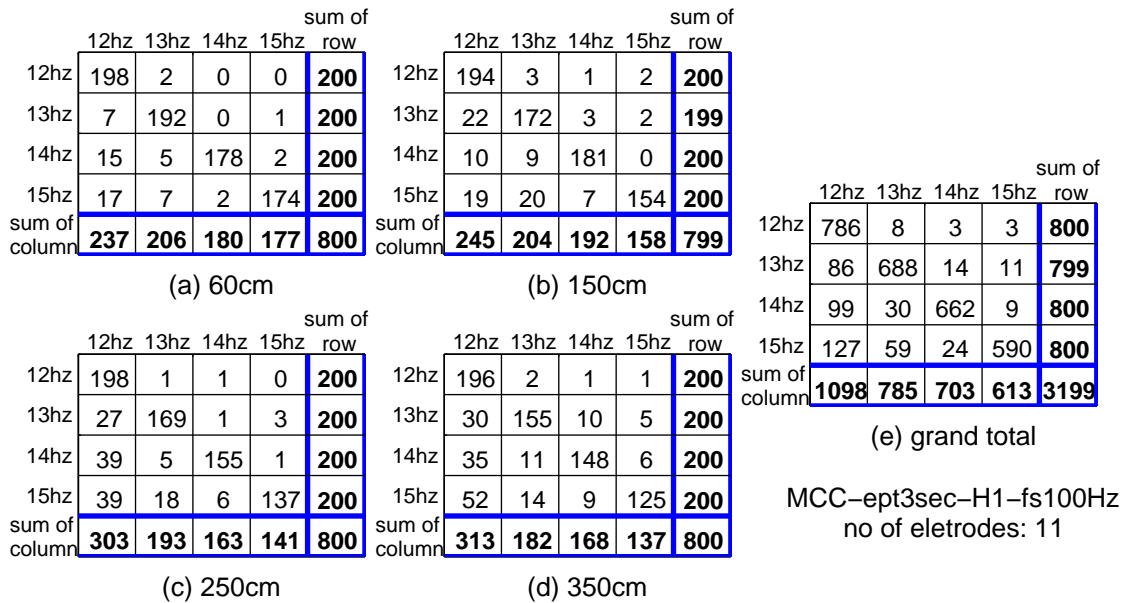 sum of
12hz 13hz 14hz 15hz row
12hz 198 2 0 0 200
13hz 7 192 0 1 200
14hz 15 5 178 2 200
15hz 17 7 2 174 200
sum of
column 237 206 180 177 800
(a) 60cm
sum of
12hz 13hz 14hz 15hz row
12hz 194 3 1 2 200
13hz 22 172 3 2 199
14hz 10 9 181 0 200
15hz 19 20 7 154 200
sum of
column 245 204 192 158 799
(b) 150cm
sum of
12hz 13hz 14hz 15hz row
12hz 198 1 1 0 200
13hz 27 169 1 3 200
14hz 39 5 155 1 200
15hz 39 18 6 137 200
sum of
column 303 193 163 141 800
(c) 250cm
sum of
12hz 13hz 14hz 15hz row
12hz 196 2 1 1 200
13hz 30 155 10 5 200
14hz 35 11 148 6 200
15hz 52 14 9 125 200
sum of
column 313 182 168 137 800
(d) 350cm
sum of
12hz 13hz 14hz 15hz row
12hz 786 8 3 3 800
13hz 86 688 14 11 799
14hz 99 30 662 9 800
15hz 127 59 24 590 800
sum of
column 1098 785 703 613 3199
(e) grand total
MCC−ept3sec−H1−fs100Hz
no of eletrodes: 11